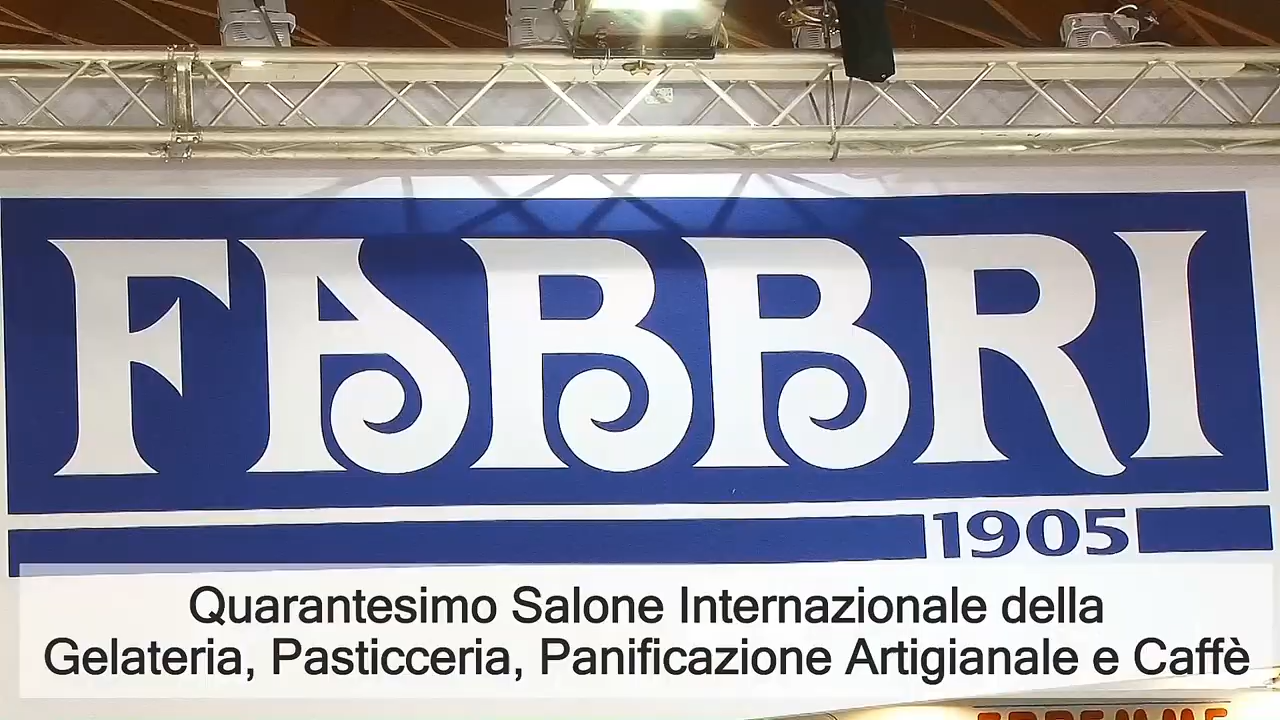 FABBRI
1905
Quarantesimo Salone Internazionale della
Gelateria, Pasticceria, Panificazione Artigianale e Caffè